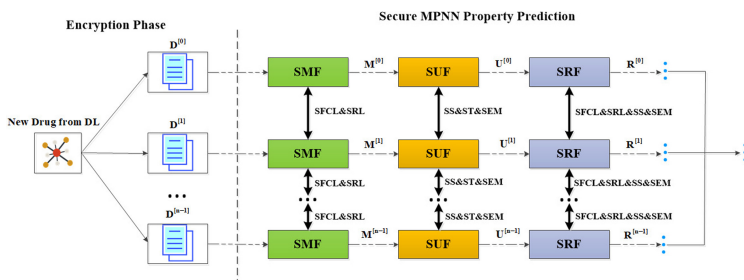 Encryption Phase
Secure MPNN Property Prediction
D[0]
SMF
M[0]
SUF
U[0]
SRF
R[0]
New Drug from DL
SFCL&SRL
SS&ST&SEM
SFCL&SRL&SS&SEM
D[1]
SMF
M[1]
SUF
U[1]
SRF
R[1]
SFCL&SRL
SS&ST&SEM
SFCL&SRL&SS&SEM
...
... ... ...
D[n−1]
SFCL&SRL
SS&ST&SEM
SFCL&SRL&SS&SEM
SMF
M[n−1]
SUF
U[n−1]
SRF
R[n−1]